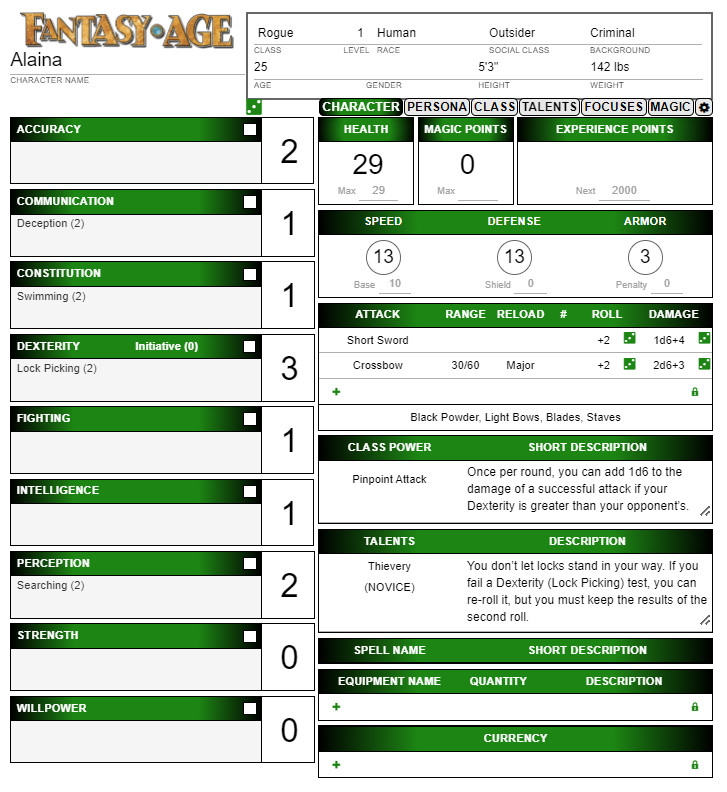 FANTASY AGE
Alaina
CHARACTER NAME
Rogue 1 Human Outsider Criminal
CLASS LEVEL RACE SOCIAL CLASS BACKGROUND
25 5'3" 142 lbs
AGE GENDER HEIGHT WEIGHT
CHARACTER PERSONA CLASS TALENTS FOCUSES MAGIC
ACCURACY
2
COMMUNICATION
Deception (2)
1
CONSTITUTION
Swimming (2)
1
DEXTERITY Initiative (0)
Lock Picking (2)
3
FIGHTING
1
INTELLIGENCE
1
PERCEPTION
Searching (2)
2
STRENGTH
0
WILLPOWER
0
HEALTH MAGIC POINTS EXPERIENCE POINTS
29 0
Max 29 Max Next 2000
SPEED DEFENSE ARMOR
13 13 3
Base 10 Shield 0 Penalty 0
ATTACK RANGE RELOAD # ROLL DAMAGE
Short Sword +2 1d6+4
Crossbow 30/60 Major +2 2d6+3
+
Black Powder, Light Bows, Blades, Staves
CLASS POWER SHORT DESCRIPTION
Pinpoint Attack
Once per round, you can add 1d6 to the
damage of a successful attack if your
Dexterity is greater than your opponent's.
TALENTS DESCRIPTION
Thievery
(NOVICE)
You don't let locks stand in your way. If you
fail a Dexterity (Lock Picking) test, you can
re-roll it, but you must keep the results of the
second roll.
SPELL NAME SHORT DESCRIPTION
EQUIPMENT NAME QUANTITY DESCRIPTION
+
CURRENCY
+